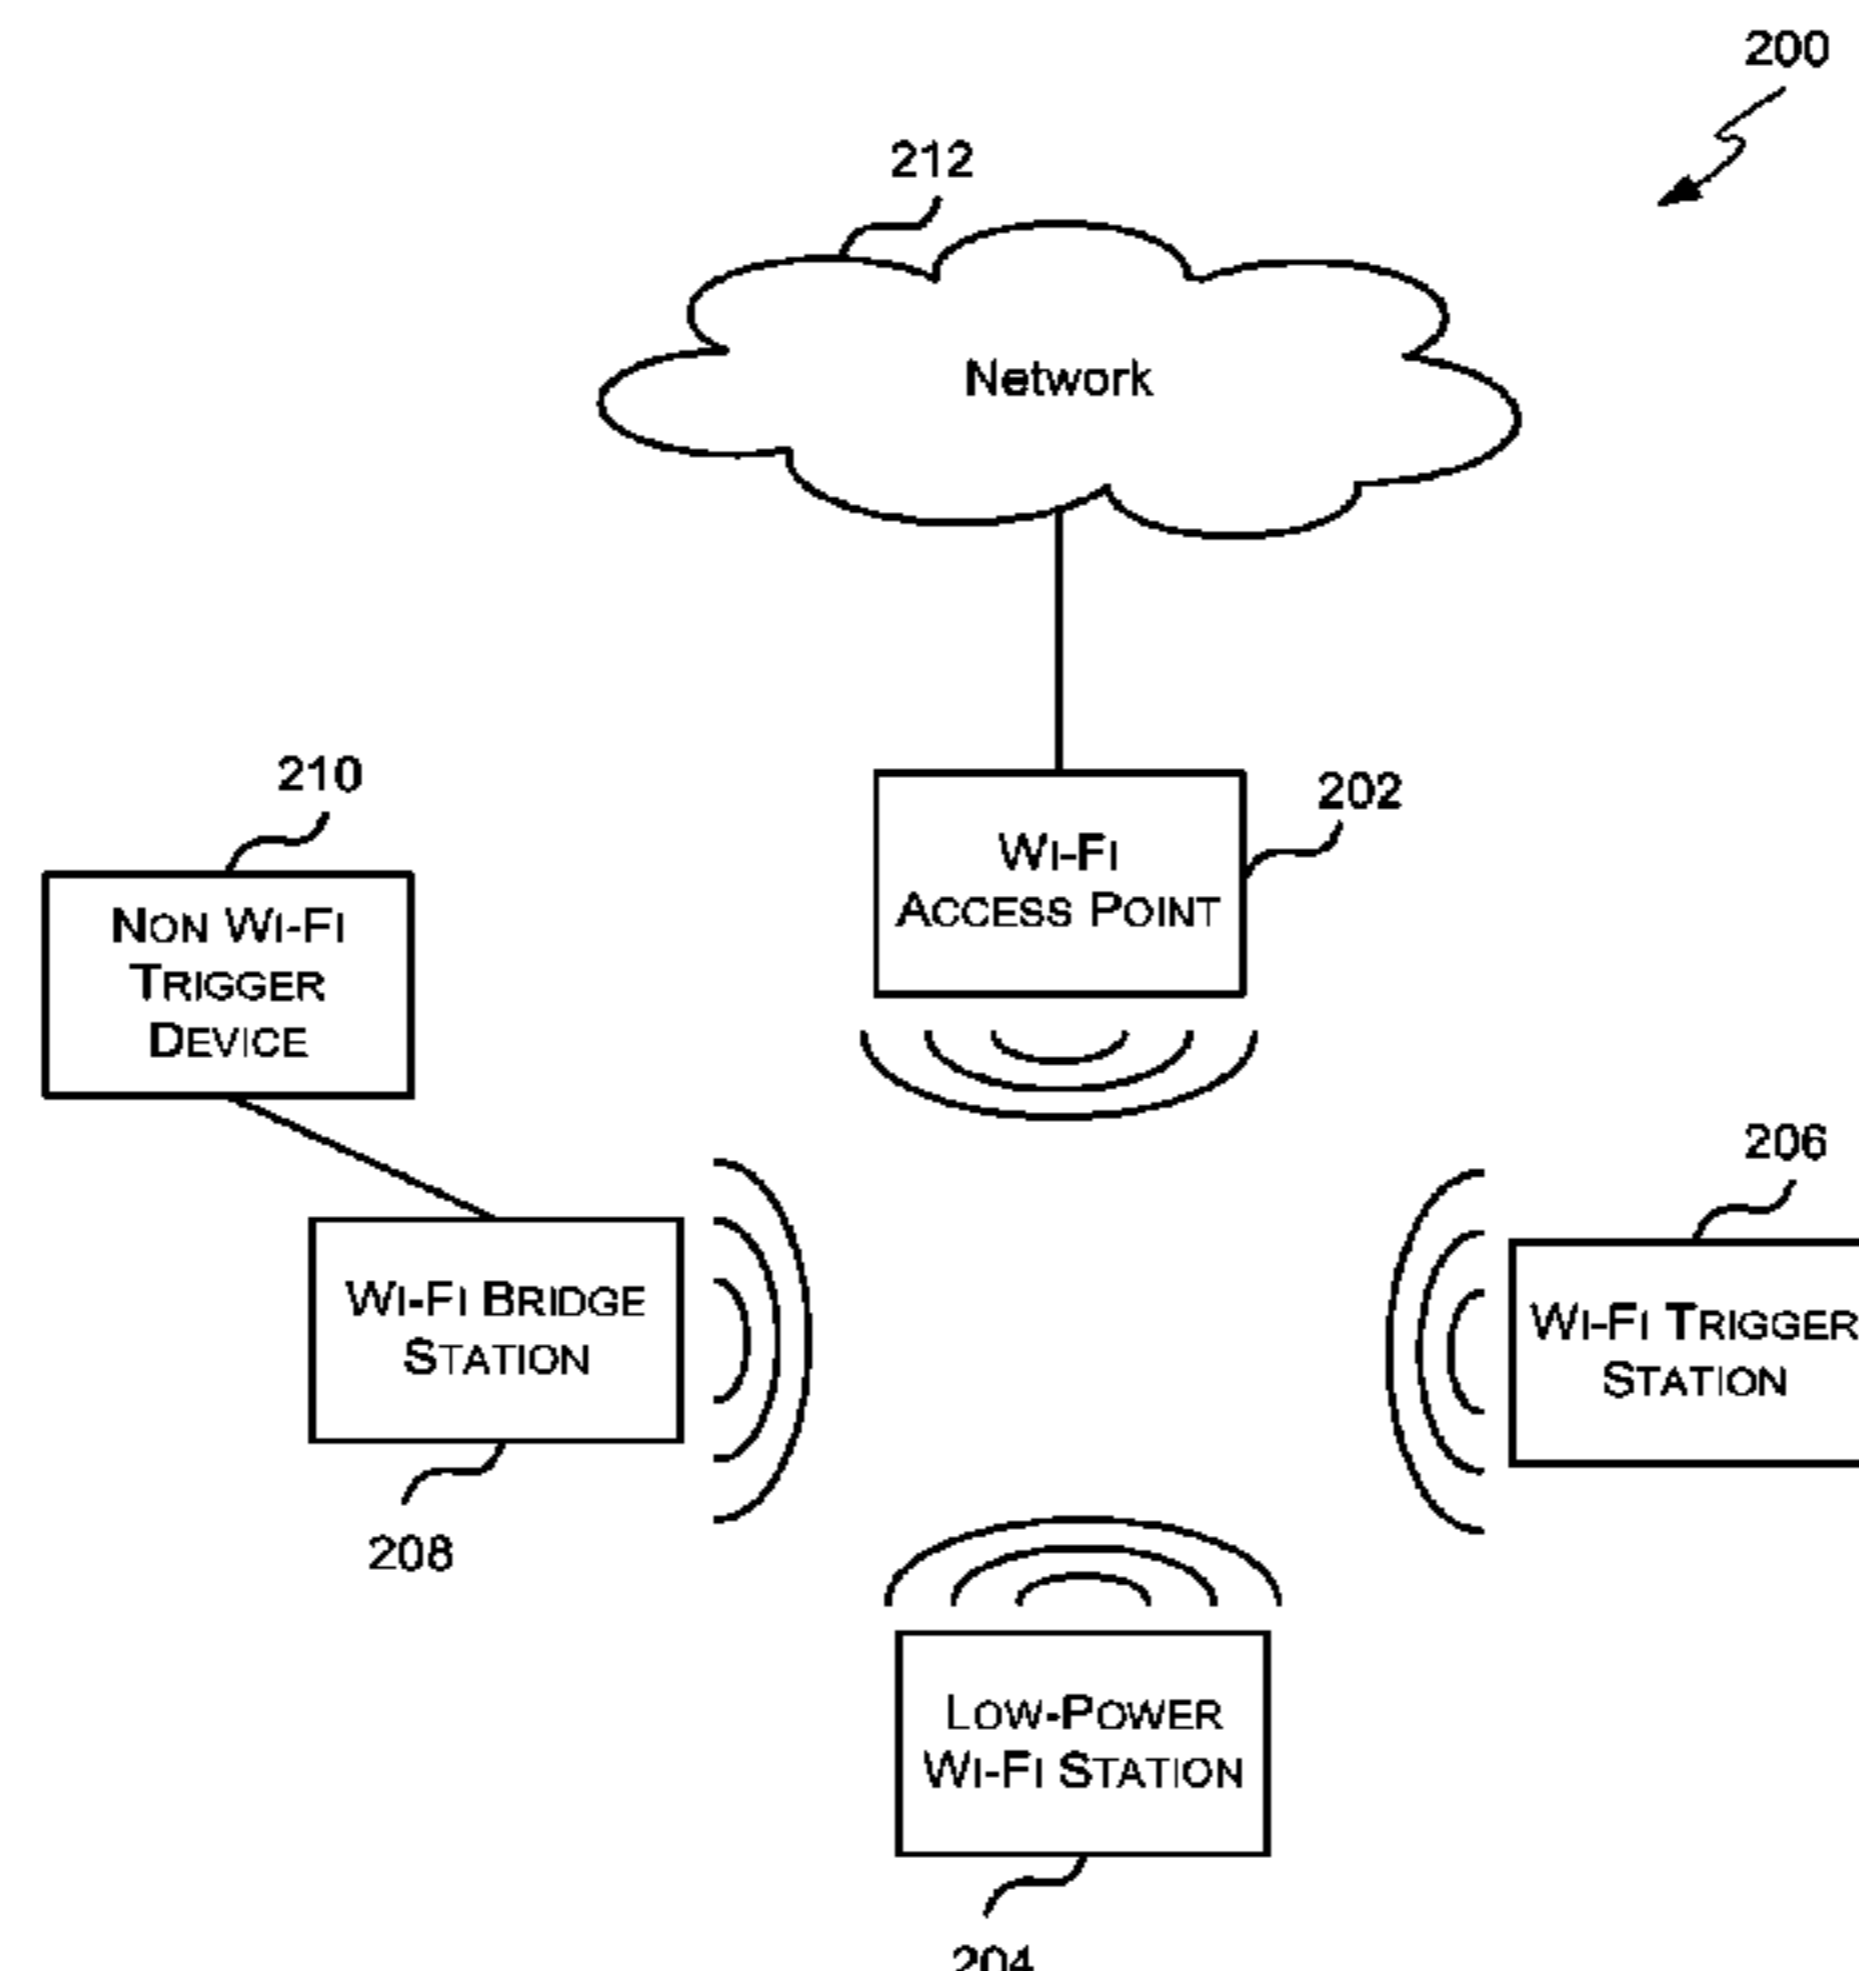 200
212
Network
210
202
WI-FI
ACCESS POINT
NON WI-FI
TRIGGER
DEVICE
206
WI-FI BRIDGE
STATION
WI-FI TRIGGER
STATION
208
LOW-POWER
WI-FI STATION
204